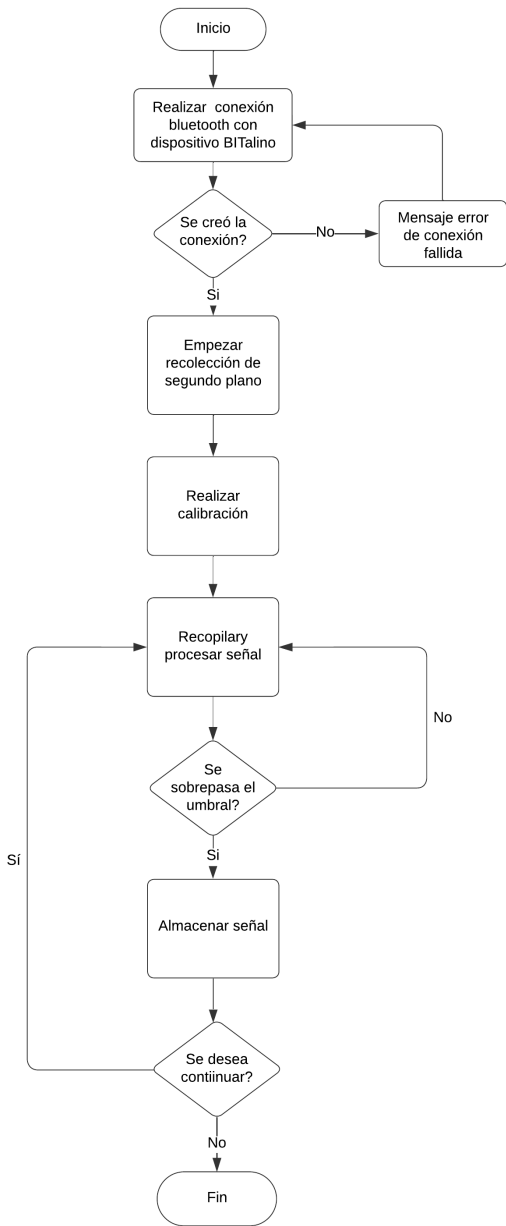 Inicio
Realizar conexión
bluetooth con
dispositivo BITalino
Se creó la
conexión?
No
Mensaje error
de conexión
fallida
Si
Empezar
recolección de
segundo plano
Realizar
calibración
Recopilary
procesar señal
No
Se
sobrepasa el
umbral?
Sí
Si
Almacenar señal
Se desea
contiinuar?
No
Fin